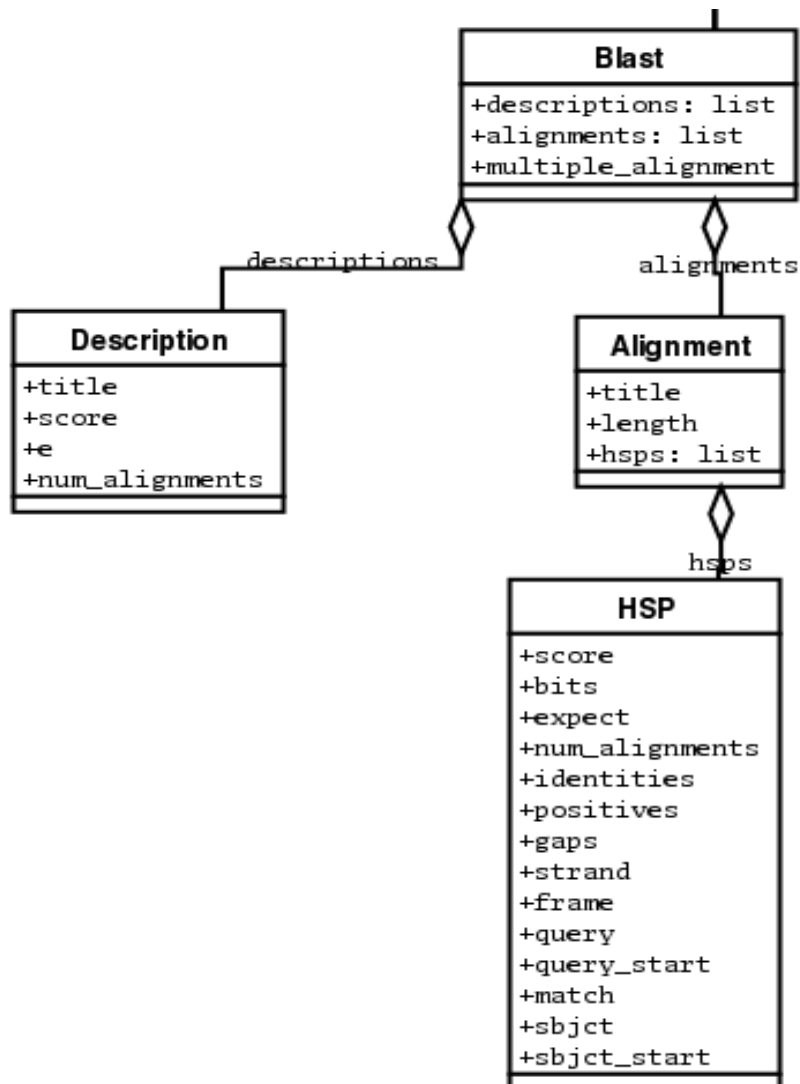 Blast
+descriptions: list
+alignments: list
+multiple_alignment
descriptions
alignments
Description
+title
+score
+e
+num_alignments
Alignment
+title
+length
+hsps: list
hsps
HSP
+score
+bits
+expect
+num_alignments
+identities
+positives
+gaps
+strand
+frame
+query
+query_start
+match
+sbjct
+sbjct_start